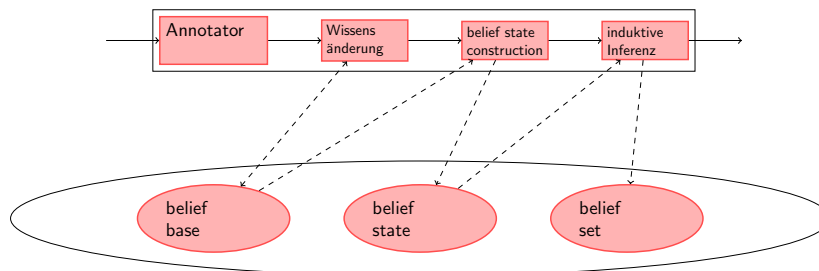 Annotator
Wissens
änderung
belief state
construction
induktive
Inferenz
belief
base
belief
state
belief
set